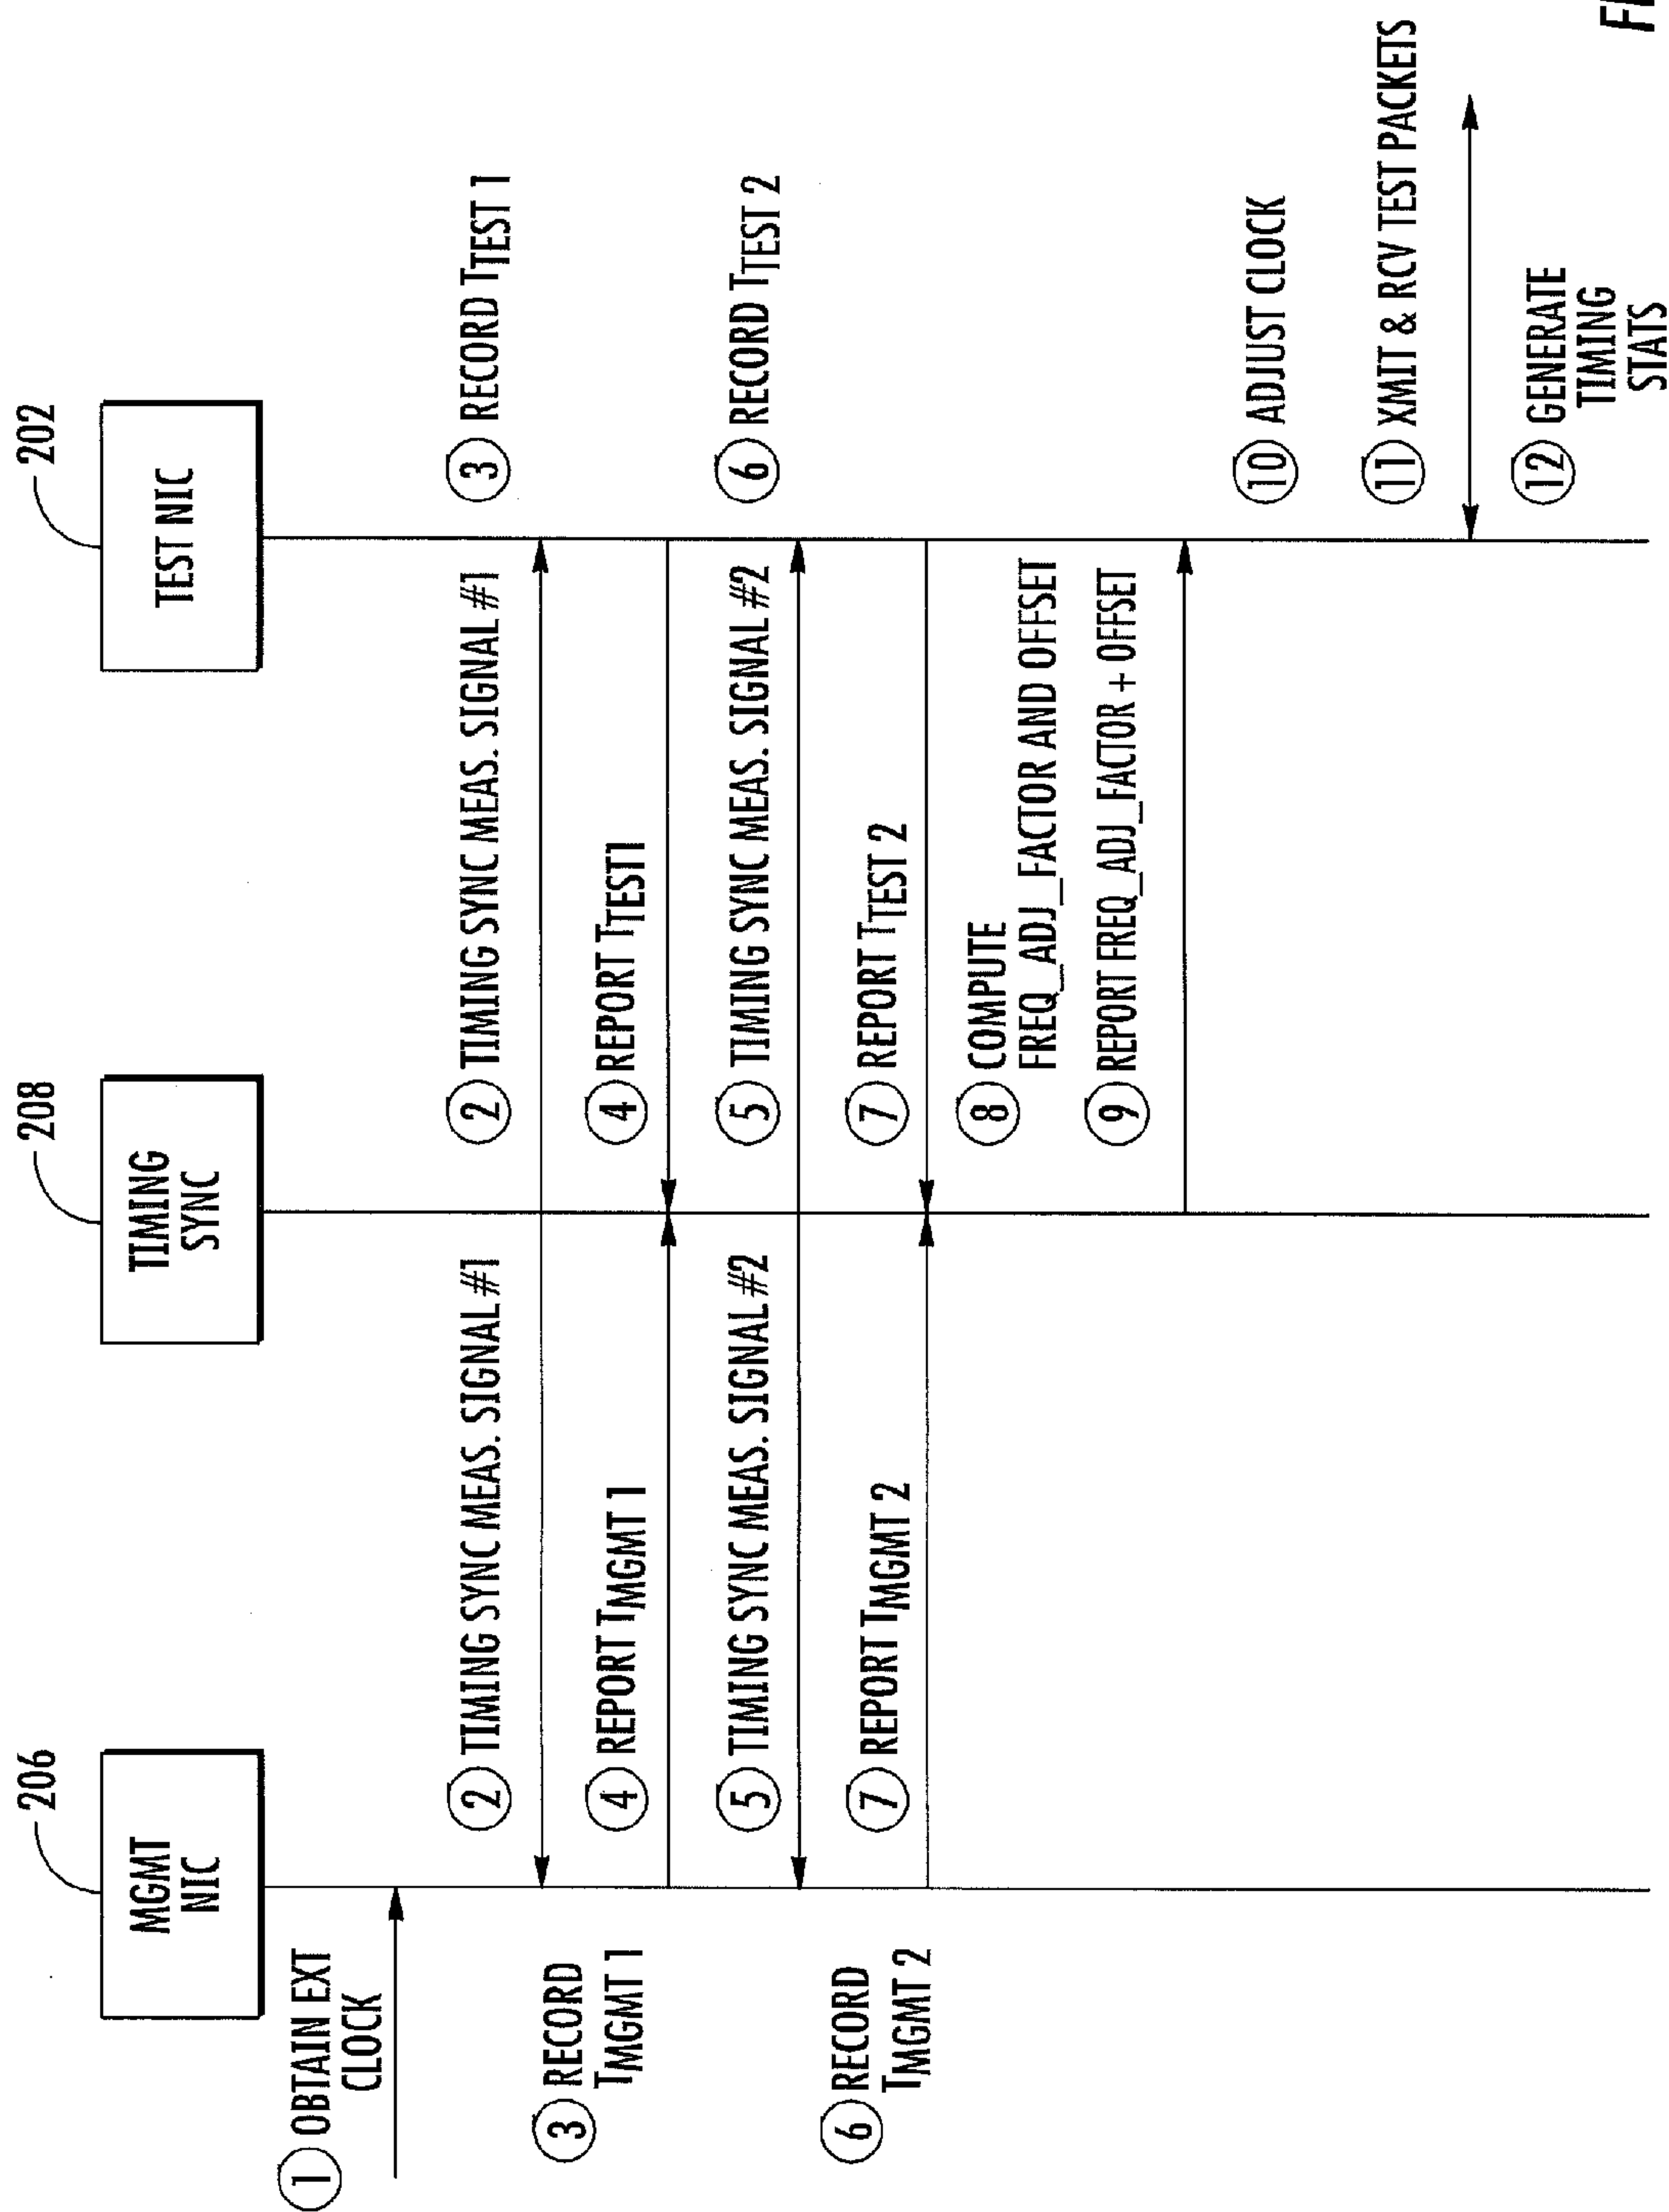 206
208
202
MGMT
NIC
TIMING
SYNC
TEST NIC
① OBTAIN EXT
CLOCK
② TIMING SYNC MEAS. SIGNAL #1
② TIMING SYNC MEAS. SIGNAL #1
③ RECORD
TMGMT 1
③ RECORD TTEST 1
④ REPORT TMGMT 1
④ REPORT TTEST1
⑤ TIMING SYNC MEAS. SIGNAL #2
⑤ TIMING SYNC MEAS. SIGNAL #2
⑥ RECORD
TMGMT 2
⑥ RECORD TTEST 2
⑦ REPORT TMGMT 2
⑦ REPORT TTEST 2
⑧ COMPUTE
FREQ_ADJ_FACTOR AND OFFSET
⑨ REPORT FREQ_ADJ_FACTOR + OFFSET
⑩ ADJUST CLOCK
⑪ XMIT & RCV TEST PACKETS
⑫ GENERATE
TIMING
STATS